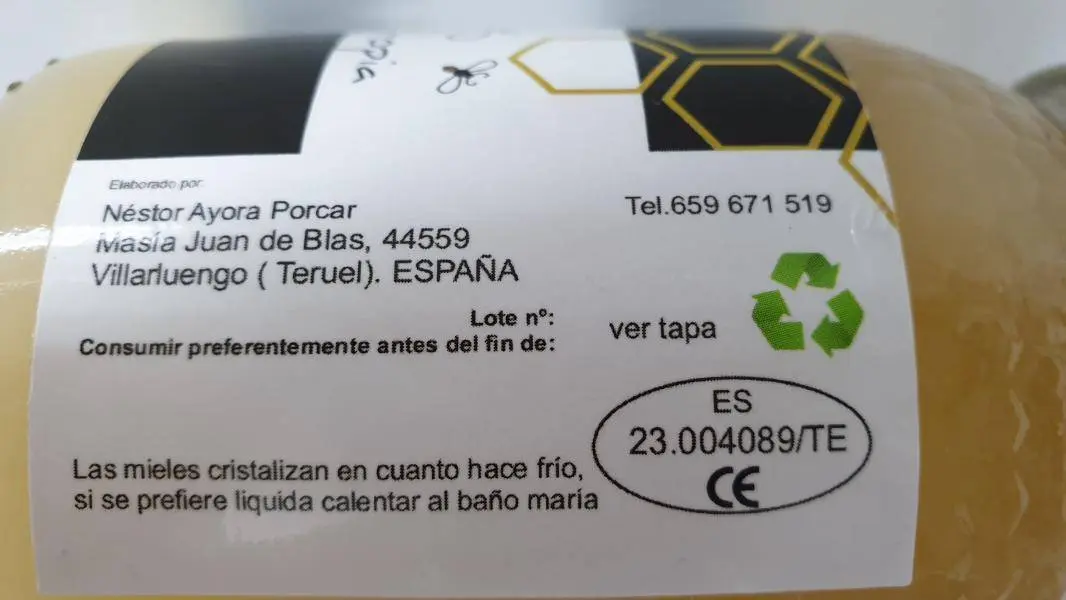 Elaborado por:
Néstor Ayora Porcar
Masía Juan de Blas, 44559
Villarluengo ( Teruel). ESPAÑA
Tel.659 671 519
Lote nº:
Consumir preferentemente antes del fin de:
ver tapa
ES
23.004089/TE
CE
Las mieles cristalizan en cuanto hace frío,
si se prefiere liquida calentar al baño maría